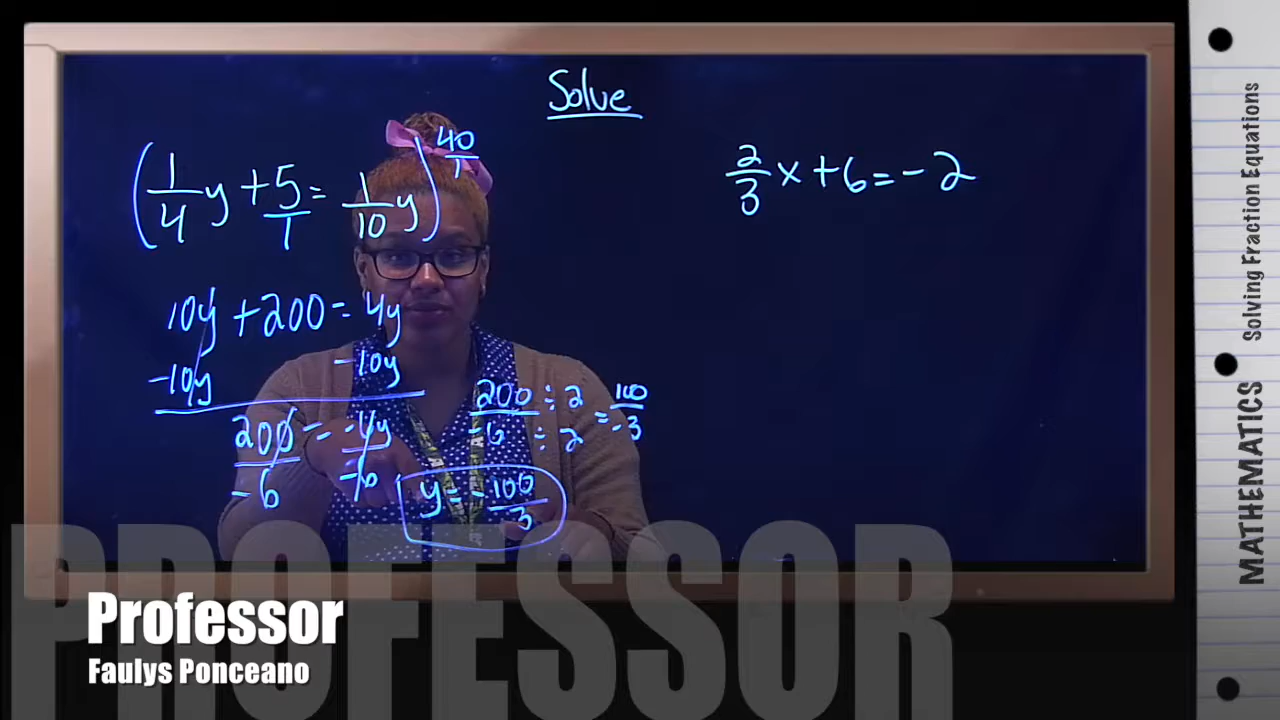 Solve
(1/4 y + 5/1 = 1/10 y) 40/1
10y + 200 = 4y
-10y -10y
200/-6 = -6y/-6
200/-6 ÷ 2/2 = 100/-3
y = -100/3
2/3 x + 6 = -2
PROFESSOR
Professor
Faulys Ponceano
MATHEMATICS
Solving Fraction Equations